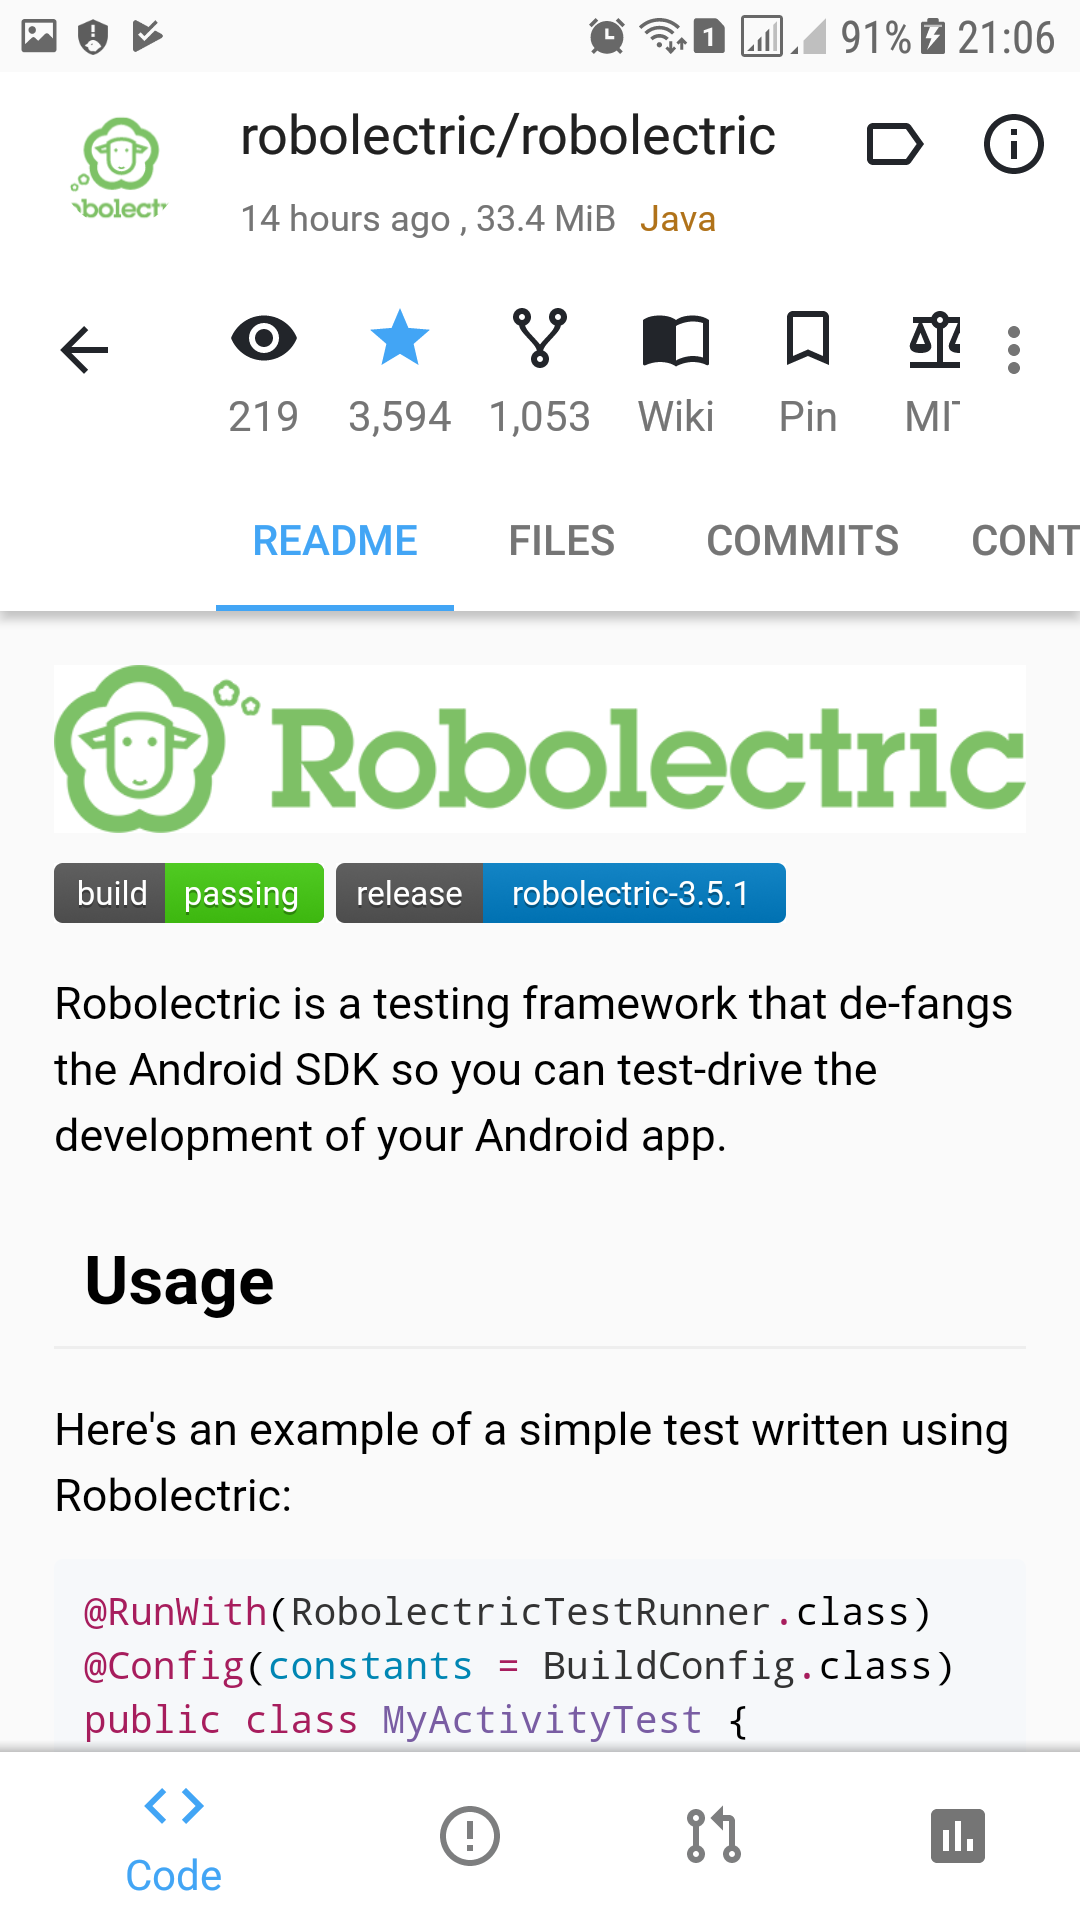 91% 21:06
robolectric/robolectric
14 hours ago , 33.4 MiB Java
219 3,594 1,053 Wiki Pin MIT
README FILES COMMITS CONT
Robolectric
build passing release robolectric-3.5.1
Robolectric is a testing framework that de-fangs
the Android SDK so you can test-drive the
development of your Android app.
Usage
Here's an example of a simple test written using
Robolectric:
@RunWith(RobolectricTestRunner.class)
@Config(constants = BuildConfig.class)
public class MyActivityTest {
Code